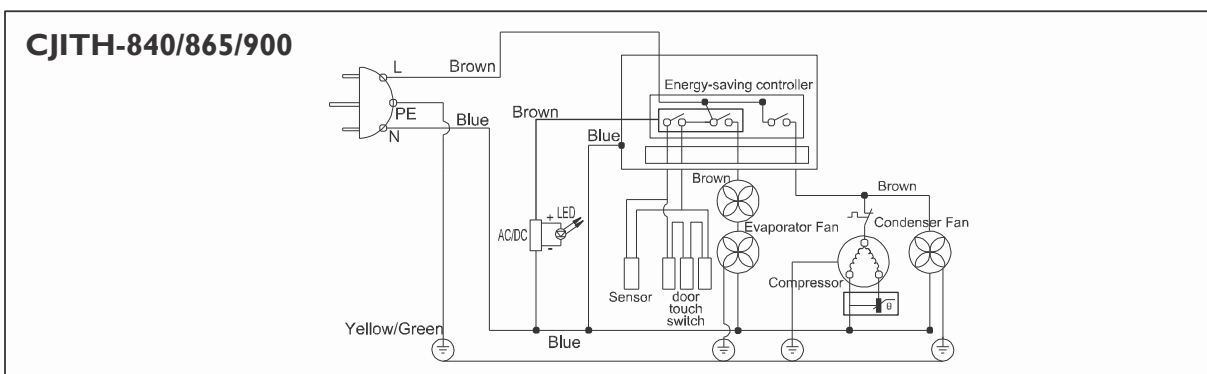 CJITH-840/865/900
L
Brown
PE
N
Blue
Energy-saving controller
Brown
Blue
Brown
Brown
+ LED
AC/DC
-
Evaporator Fan
Condenser Fan
Compressor
θ
Sensor
door
touch
switch
Yellow/Green
Blue